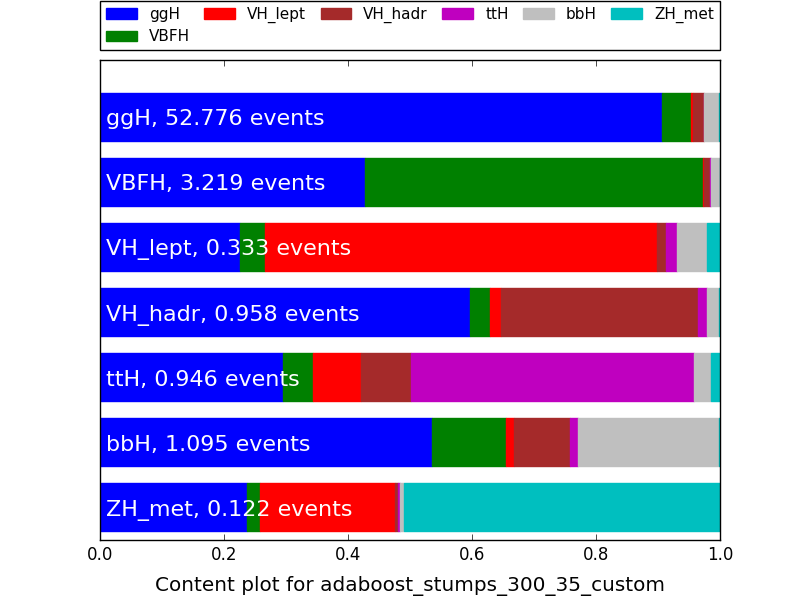 ggH VH_lept VH_hadr ttH bbH ZH_met
VBFH
ggH, 52.776 events
VBFH, 3.219 events
VH_lept, 0.333 events
VH_hadr, 0.958 events
ttH, 0.946 events
bbH, 1.095 events
ZH_met, 0.122 events
0.0 0.2 0.4 0.6 0.8 1.0
Content plot for adaboost_stumps_300_35_custom